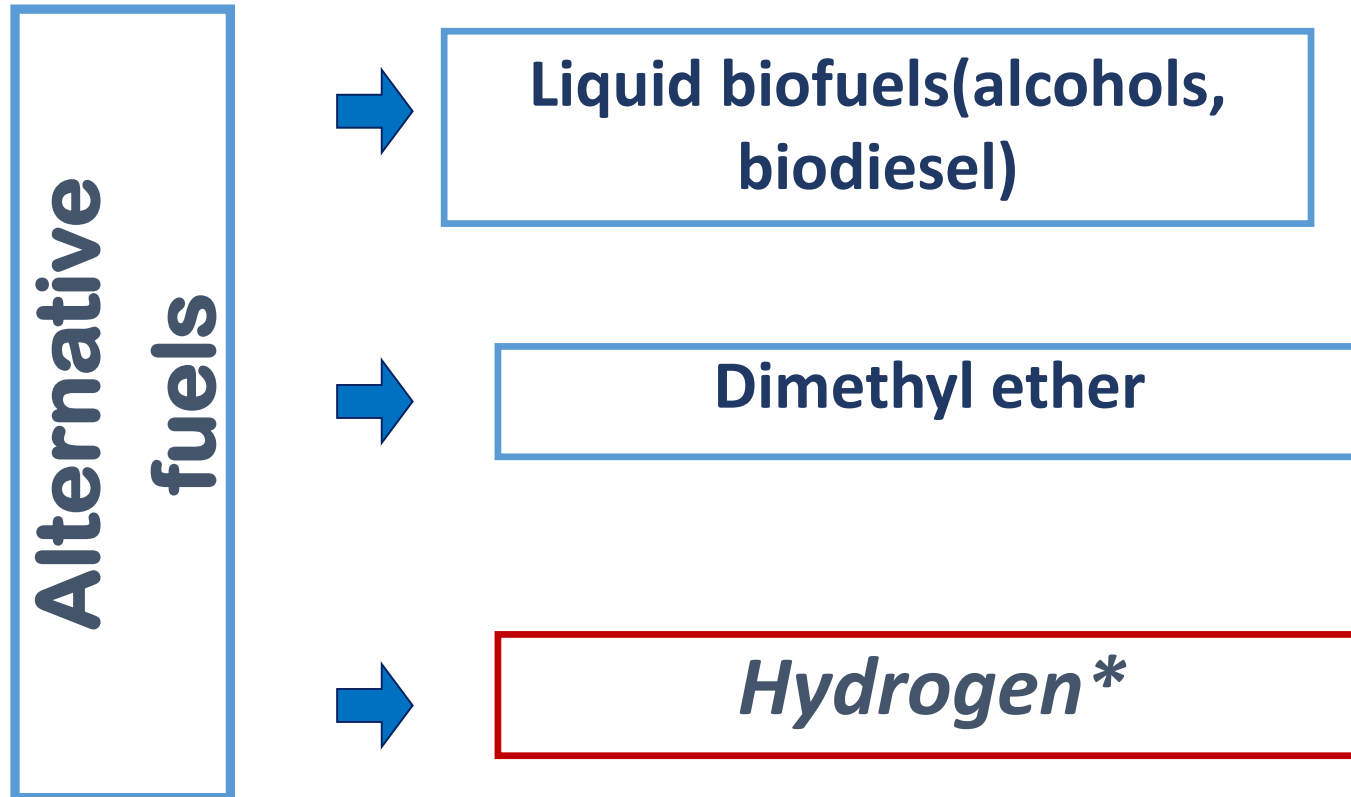 Alternative
fuels
Liquid biofuels(alcohols,
biodiesel)
Dimethyl ether
Hydrogen*